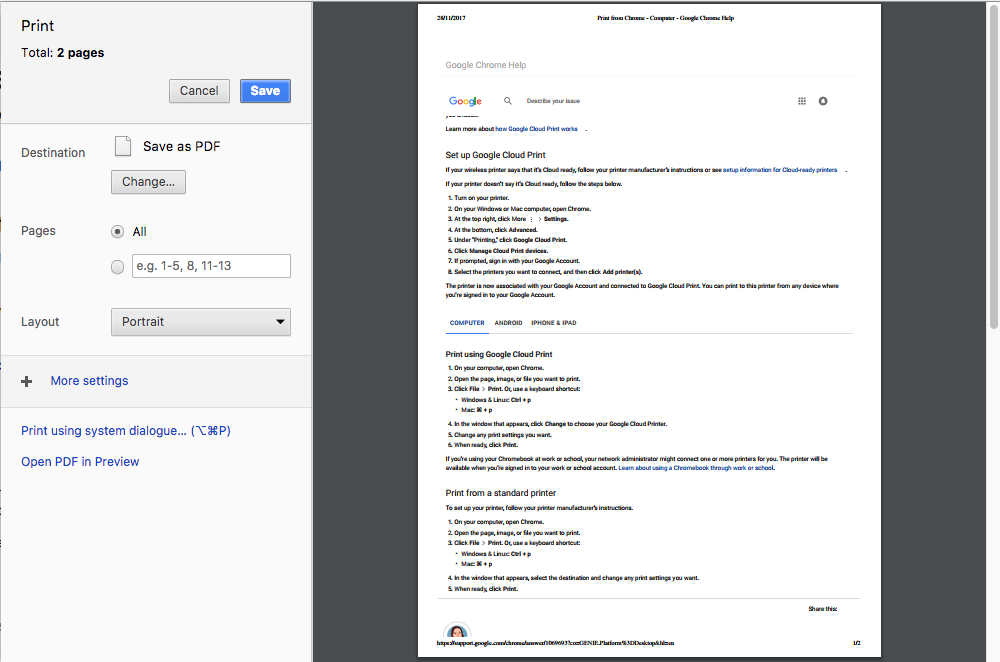 Print
Total: 2 pages
Cancel
Save
Destination
Save as PDF
Change...
Pages
All
e.g. 1-5, 8, 11-13
Layout
Portrait
More settings
Print using system dialogue... (⌥⌘P)
Open PDF in Preview
28/11/2017
Print from Chrome - Computer - Google Chrome Help
Google Chrome Help
Google
Describe your issue
Learn more about how Google Cloud Print works .
Set up Google Cloud Print
If your wireless printer says that it's Cloud ready, follow your printer manufacturer's instructions or see setup information for Cloud-ready printers .
If your printer doesn't say it's Cloud ready, follow the steps below.
1. Turn on your printer.
2. On your Windows or Mac computer, open Chrome.
3. At the top right, click More ⋮ > Settings.
4. At the bottom, click Advanced.
5. Under "Printing," click Google Cloud Print.
6. Click Manage Cloud Print devices.
7. If prompted, sign in with your Google Account.
8. Select the printers you want to connect, and then click Add printer(s).
The printer is now associated with your Google Account and connected to Google Cloud Print. You can print to this printer from any device where
you're signed in to your Google Account.
COMPUTER ANDROID IPHONE & IPAD
Print using Google Cloud Print
1. On your computer, open Chrome.
2. Open the page, image, or file you want to print.
3. Click File > Print. Or, use a keyboard shortcut:
• Windows & Linux: Ctrl + p
• Mac: ⌘ + p
4. In the window that appears, click Change to choose your Google Cloud Printer.
5. Change any print settings you want.
6. When ready, click Print.
If you're using your Chromebook at work or school, your network administrator might connect one or more printers for you. The printer will be
available when you're signed in to your work or school account. Learn about using a Chromebook through work or school.
Print from a standard printer
To set up your printer, follow your printer manufacturer's instructions.
1. On your computer, open Chrome.
2. Open the page, image, or file you want to print.
3. Click File > Print. Or, use a keyboard shortcut:
• Windows & Linux: Ctrl + p
• Mac: ⌘ + p
4. In the window that appears, select the destination and change any print settings you want.
5. When ready, click Print.
Share this:
https://support.google.com/chrome/answer/1069693?co=GENIE.Platform%3DDesktop&hl=en
1/2